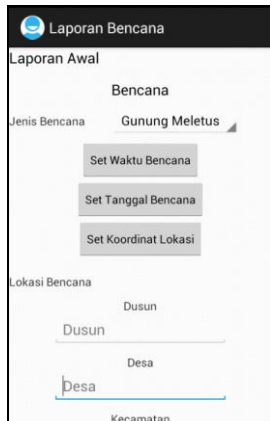 Laporan Bencana
Laporan Awal
Bencana
Jenis Bencana Gunung Meletus
Set Waktu Bencana
Set Tanggal Bencana
Set Koordinat Lokasi
Lokasi Bencana
Dusun
Dusun
Desa
Desa
Kecamatan